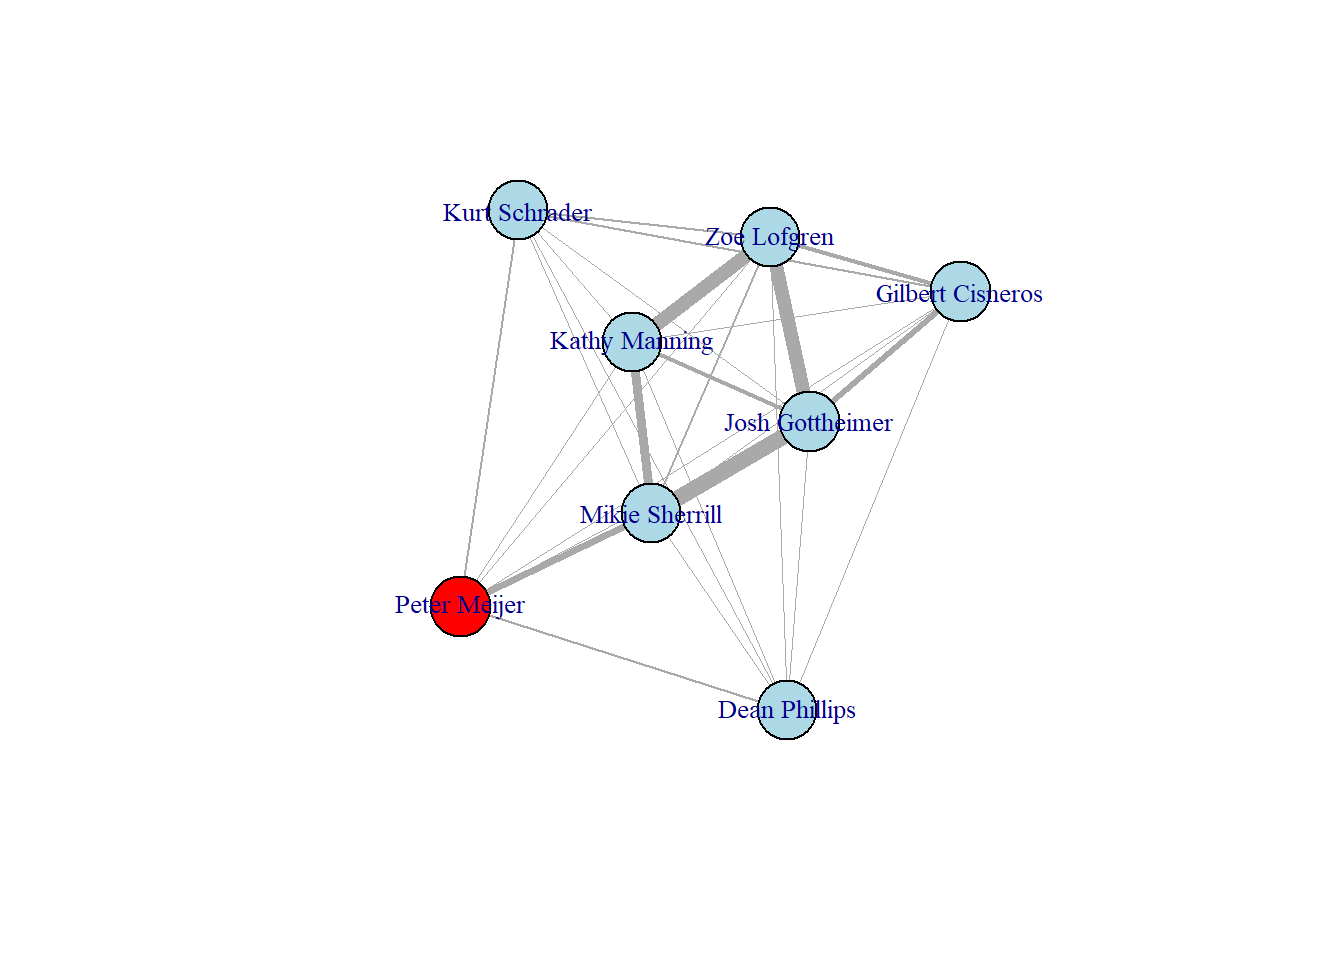 Kurt Schrader
Zoe Lofgren
Gilbert Cisneros
Kathy Manning
Josh Gottheimer
Mikie Sherrill
Peter Meijer
Dean Phillips